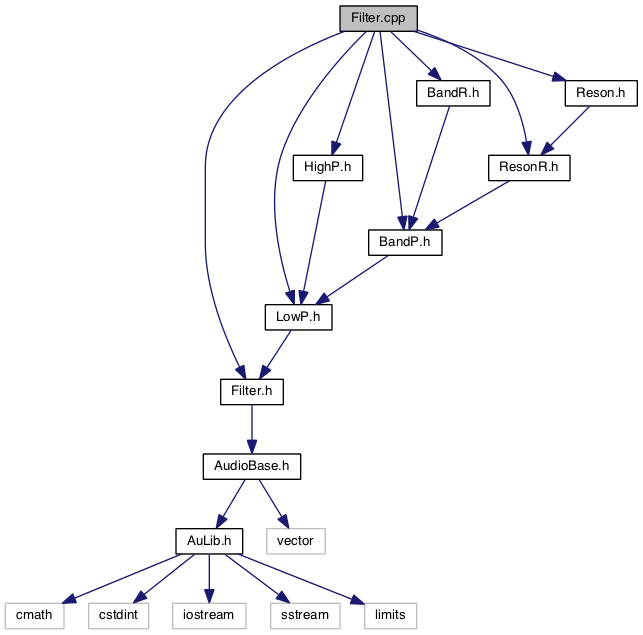 Filter.cpp
BandR.h
Reson.h
HighP.h
ResonR.h
BandP.h
LowP.h
Filter.h
AudioBase.h
AuLib.h
vector
cmath
cstdint
iostream
sstream
limits